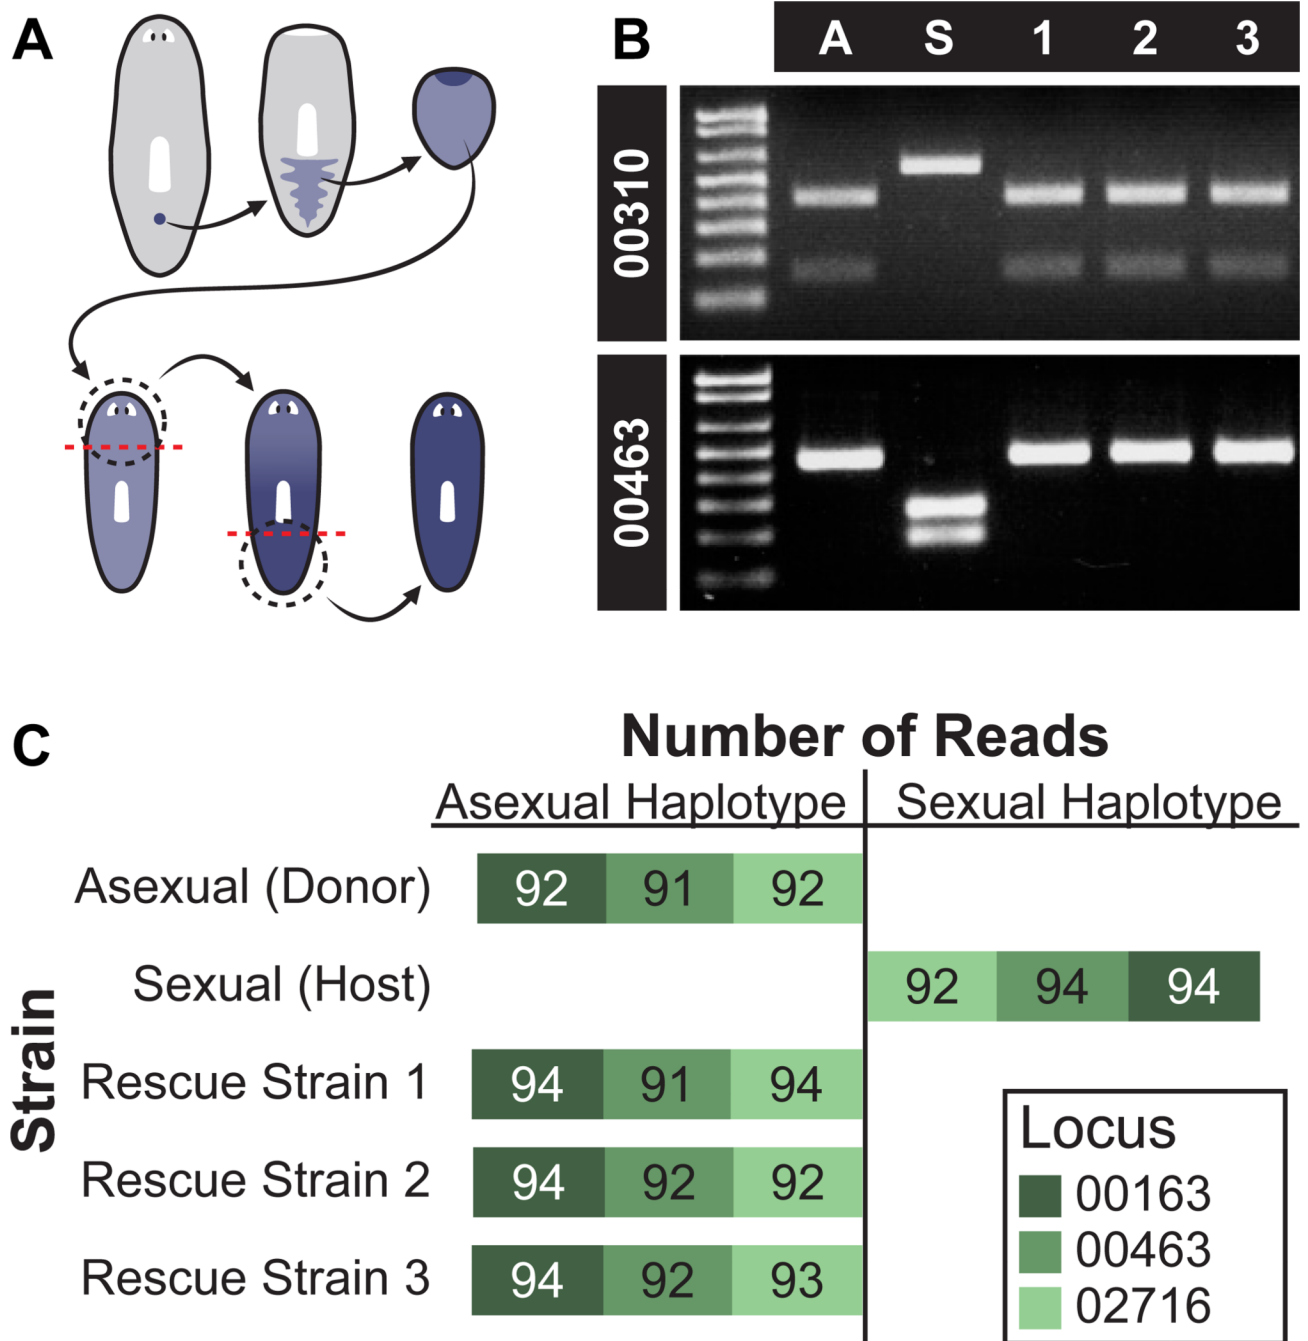 A
B
A S 1 2 3
00310
00463
C
Number of Reads
Asexual Haplotype Sexual Haplotype
Strain
Asexual (Donor) 92 91 92
Sexual (Host) 92 94 94
Rescue Strain 1 94 91 94
Rescue Strain 2 94 92 92
Rescue Strain 3 94 92 93
Locus
00163
00463
02716